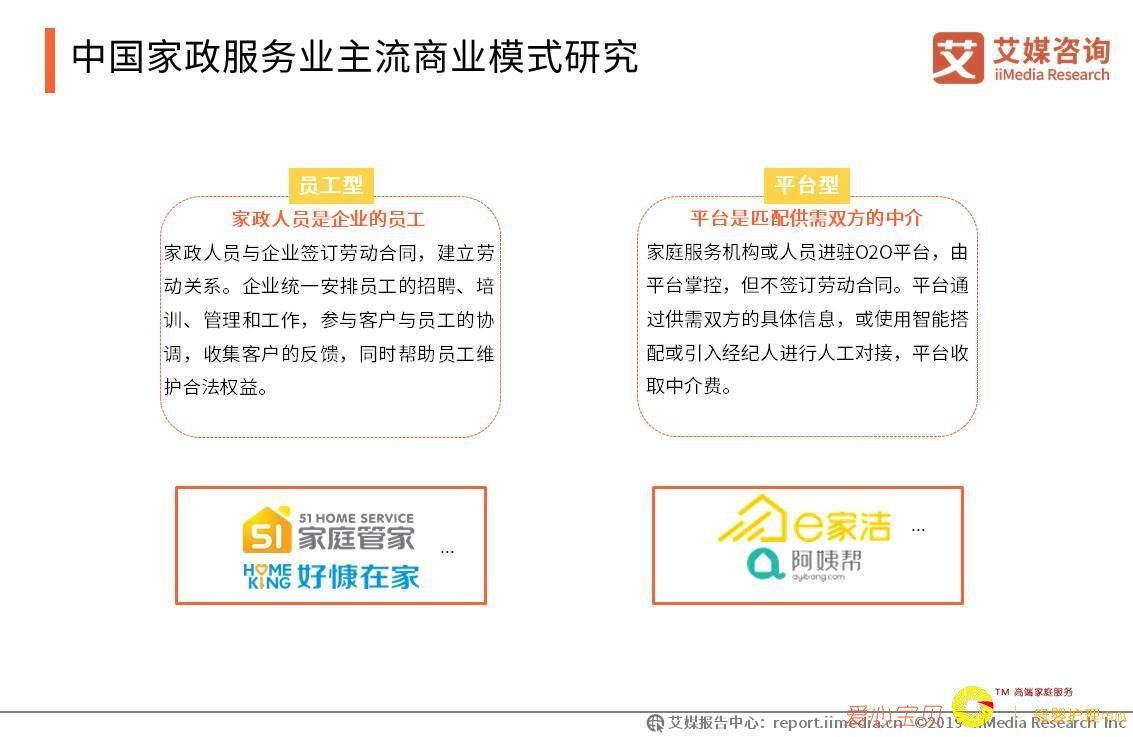 中国家政服务业主流商业模式研究
艾媒咨询
iiMedia Research
员工型
家政人员是企业的员工
家政人员与企业签订劳动合同，建立劳
动关系。企业统一安排员工的招聘、培
训、管理和工作，参与客户与员工的协
调，收集客户的反馈，同时帮助员工维
护合法权益。
平台型
平台是匹配供需双方的中介
家庭服务机构或人员进驻O2O平台，由
平台掌控，但不签订劳动合同。平台通
过供需双方的具体信息，或使用智能搭
配或引入经纪人进行人工对接，平台收
取中介费。
51
51 HOME SERVICE
家庭管家
...
HOME
KING
好慷在家
e家洁
...
阿姨帮
ayibang.com
TM 高端家庭服务
爱心宝贝
母婴护理中心
艾媒报告中心：report.iimedia.cn ©2019 iiMedia Research Inc